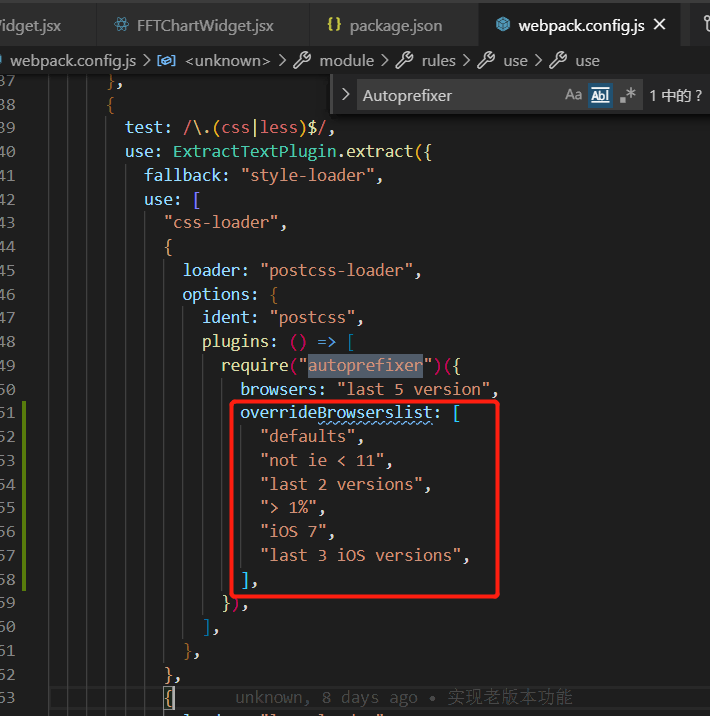 Widget.jsx FFTChartWidget.jsx {} package.json webpack.config.js
webpack.config.js > <unknown> > module > rules > use > use
Autoprefixer Aa Abl .* 1 中的 ?
37 },
38 {
39 test: /\.(css|less)$/,
40 use: ExtractTextPlugin.extract({
41 fallback: "style-loader",
42 use: [
43 "css-loader",
44 {
45 loader: "postcss-loader",
46 options: {
47 ident: "postcss",
48 plugins: () => [
49 require("autoprefixer")({
50 browsers: "last 5 version",
51 overrideBrowserslist: [
52 "defaults",
53 "not ie < 11",
54 "last 2 versions",
55 "> 1%",
56 "iOS 7",
57 "last 3 iOS versions",
58 ],
59 }),
60 ],
51 },
52 },
53 { unknown, 8 days ago • 实现老版本功能